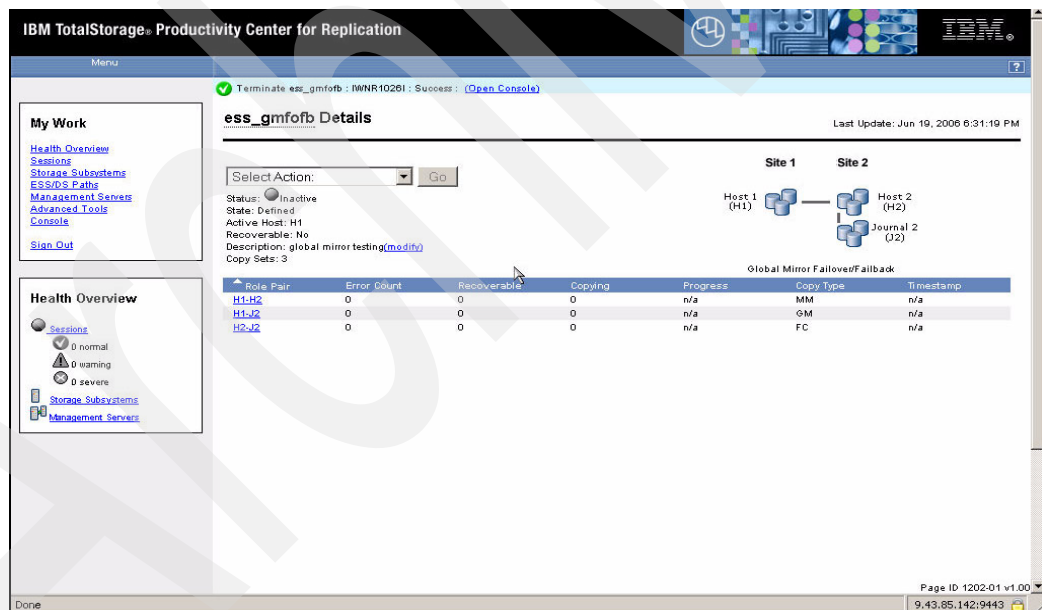 IBM TotalStorage® Productivity Center for Replication
IBM®
Menu
?
Terminate ess_gmfofb : IWNR1026I : Success : (Open Console)
My Work
Health Overview
Sessions
Storage Subsystems
ESS/DS Paths
Management Servers
Advanced Tools
Console
Sign Out
Health Overview
Sessions
0 normal
0 warning
0 severe
Storage Subsystems
Management Servers
ess_gmfofb Details
Last Update: Jun 19, 2006 6:31:19 PM
Select Action: Go
Status: Inactive
State: Defined
Active Host: H1
Recoverable: No
Description: global mirror testing(modify)
Copy Sets: 3
Site 1 Site 2
Host 1 (H1)
Host 2 (H2)
Journal 2 (J2)
Global Mirror Failover/Failback
Role Pair Error Count Recoverable Copying Progress Copy Type Timestamp
H1-H2 0 0 0 n/a MM n/a
H1-J2 0 0 0 n/a GM n/a
H2-J2 0 0 0 n/a FC n/a
Page ID 1202-01 v1.00
Done
9.43.85.142:9443